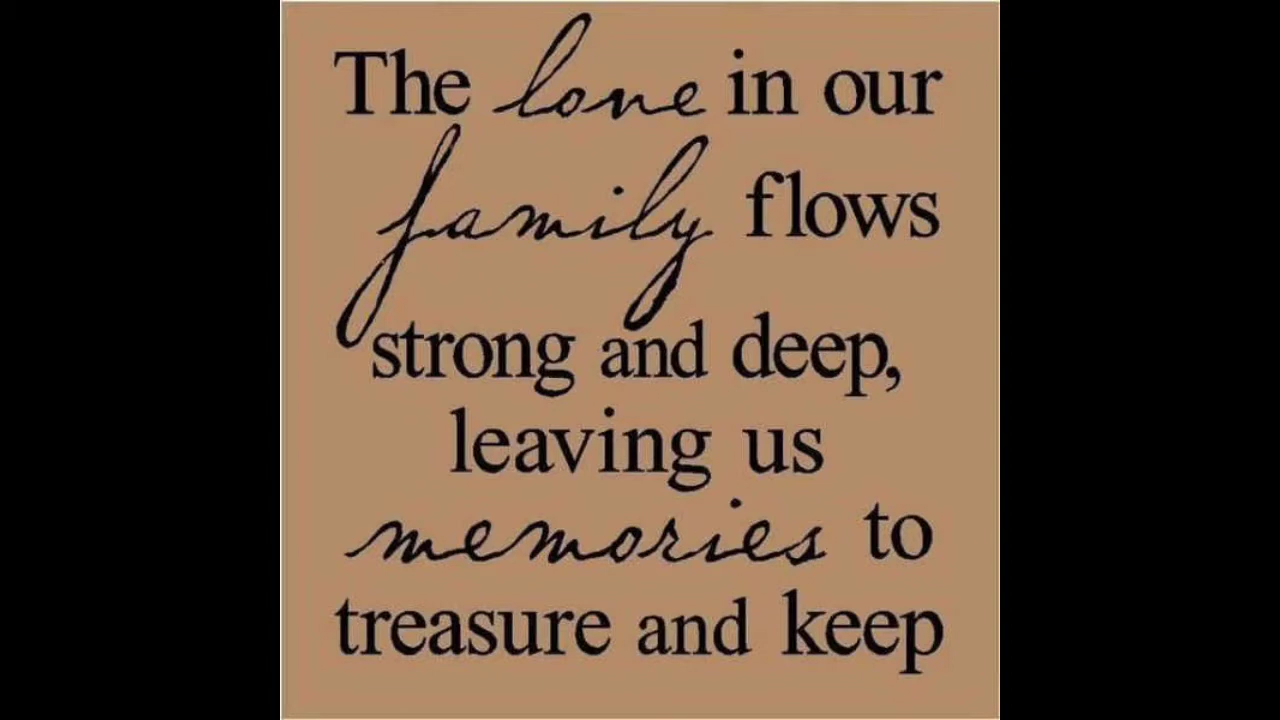 The love in our
family flows
strong and deep,
leaving us
memories to
treasure and keep